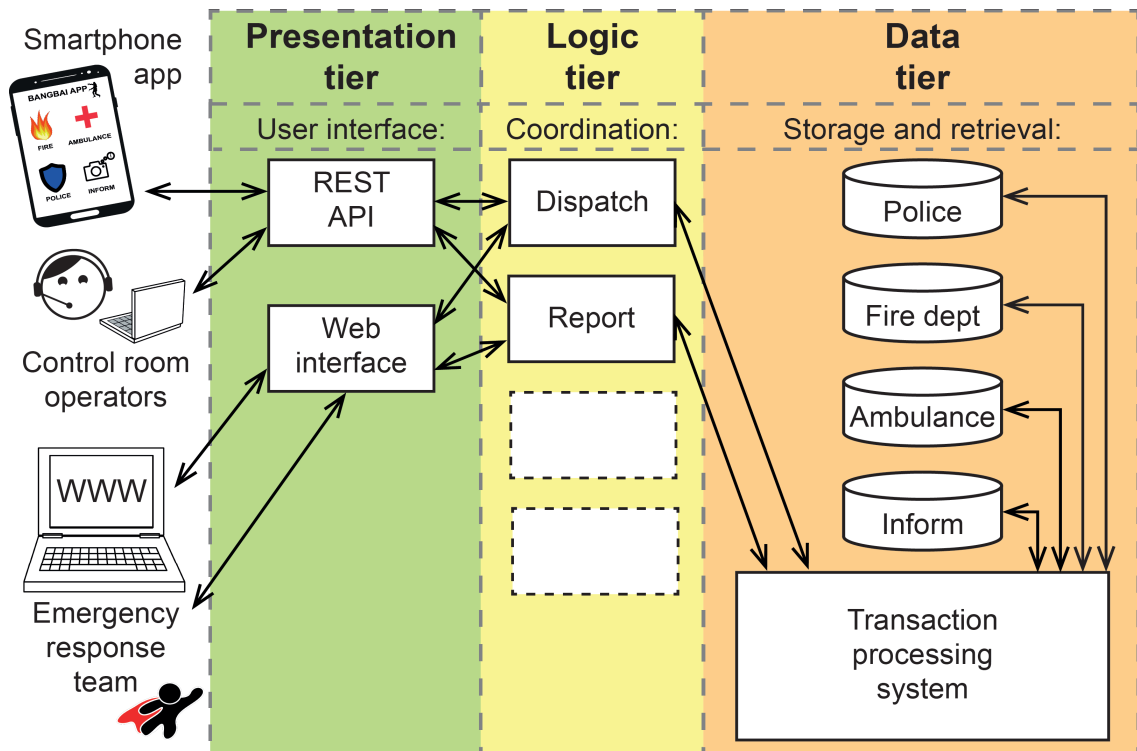 Smartphone
app
BANGBAI APP
FIRE
AMBULANCE
POLICE
INFORM
Control room
operators
WWW
Emergency
response
team
Presentation
tier
User interface:
REST
API
Web
interface
Logic
tier
Coordination:
Dispatch
Report
Data
tier
Storage and retrieval:
Police
Fire dept
Ambulance
Inform
Transaction
processing
system